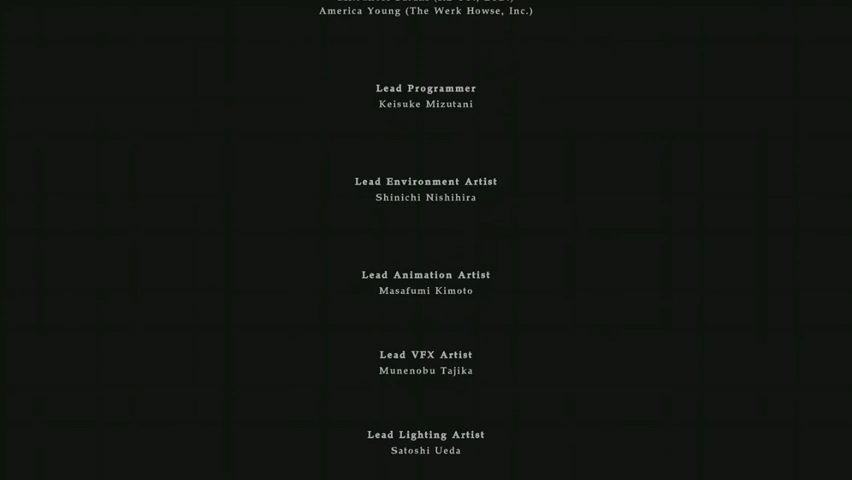 America Young (The Werk Howse, Inc.)
Lead Programmer
Keisuke Mizutani
Lead Environment Artist
Shinichi Nishihira
Lead Animation Artist
Masafumi Kimoto
Lead VFX Artist
Munenobu Tajika
Lead Lighting Artist
Satoshi Ueda